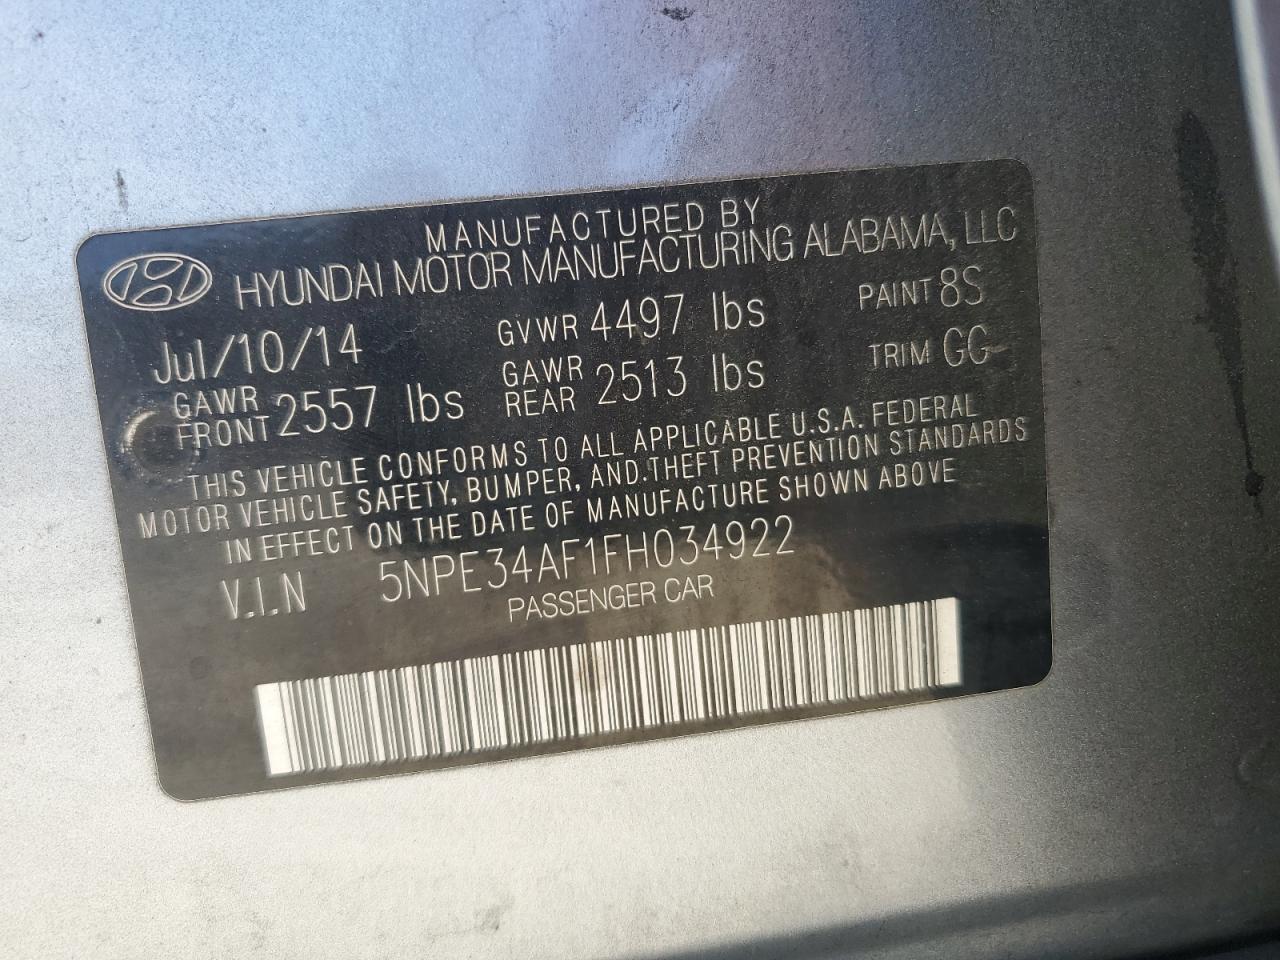 MANUFACTURED BY
HYUNDAI MOTOR MANUFACTURING ALABAMA, LLC
Jul/10/14 GVWR 4497 lbs PAINT 8S
GAWR FRONT 2557 lbs GAWR REAR 2513 lbs TRIM GG
THIS VEHICLE CONFORMS TO ALL APPLICABLE U.S.A. FEDERAL
MOTOR VEHICLE SAFETY, BUMPER, AND THEFT PREVENTION STANDARDS
IN EFFECT ON THE DATE OF MANUFACTURE SHOWN ABOVE
V.I.N 5NPE34AF1FH034922
PASSENGER CAR